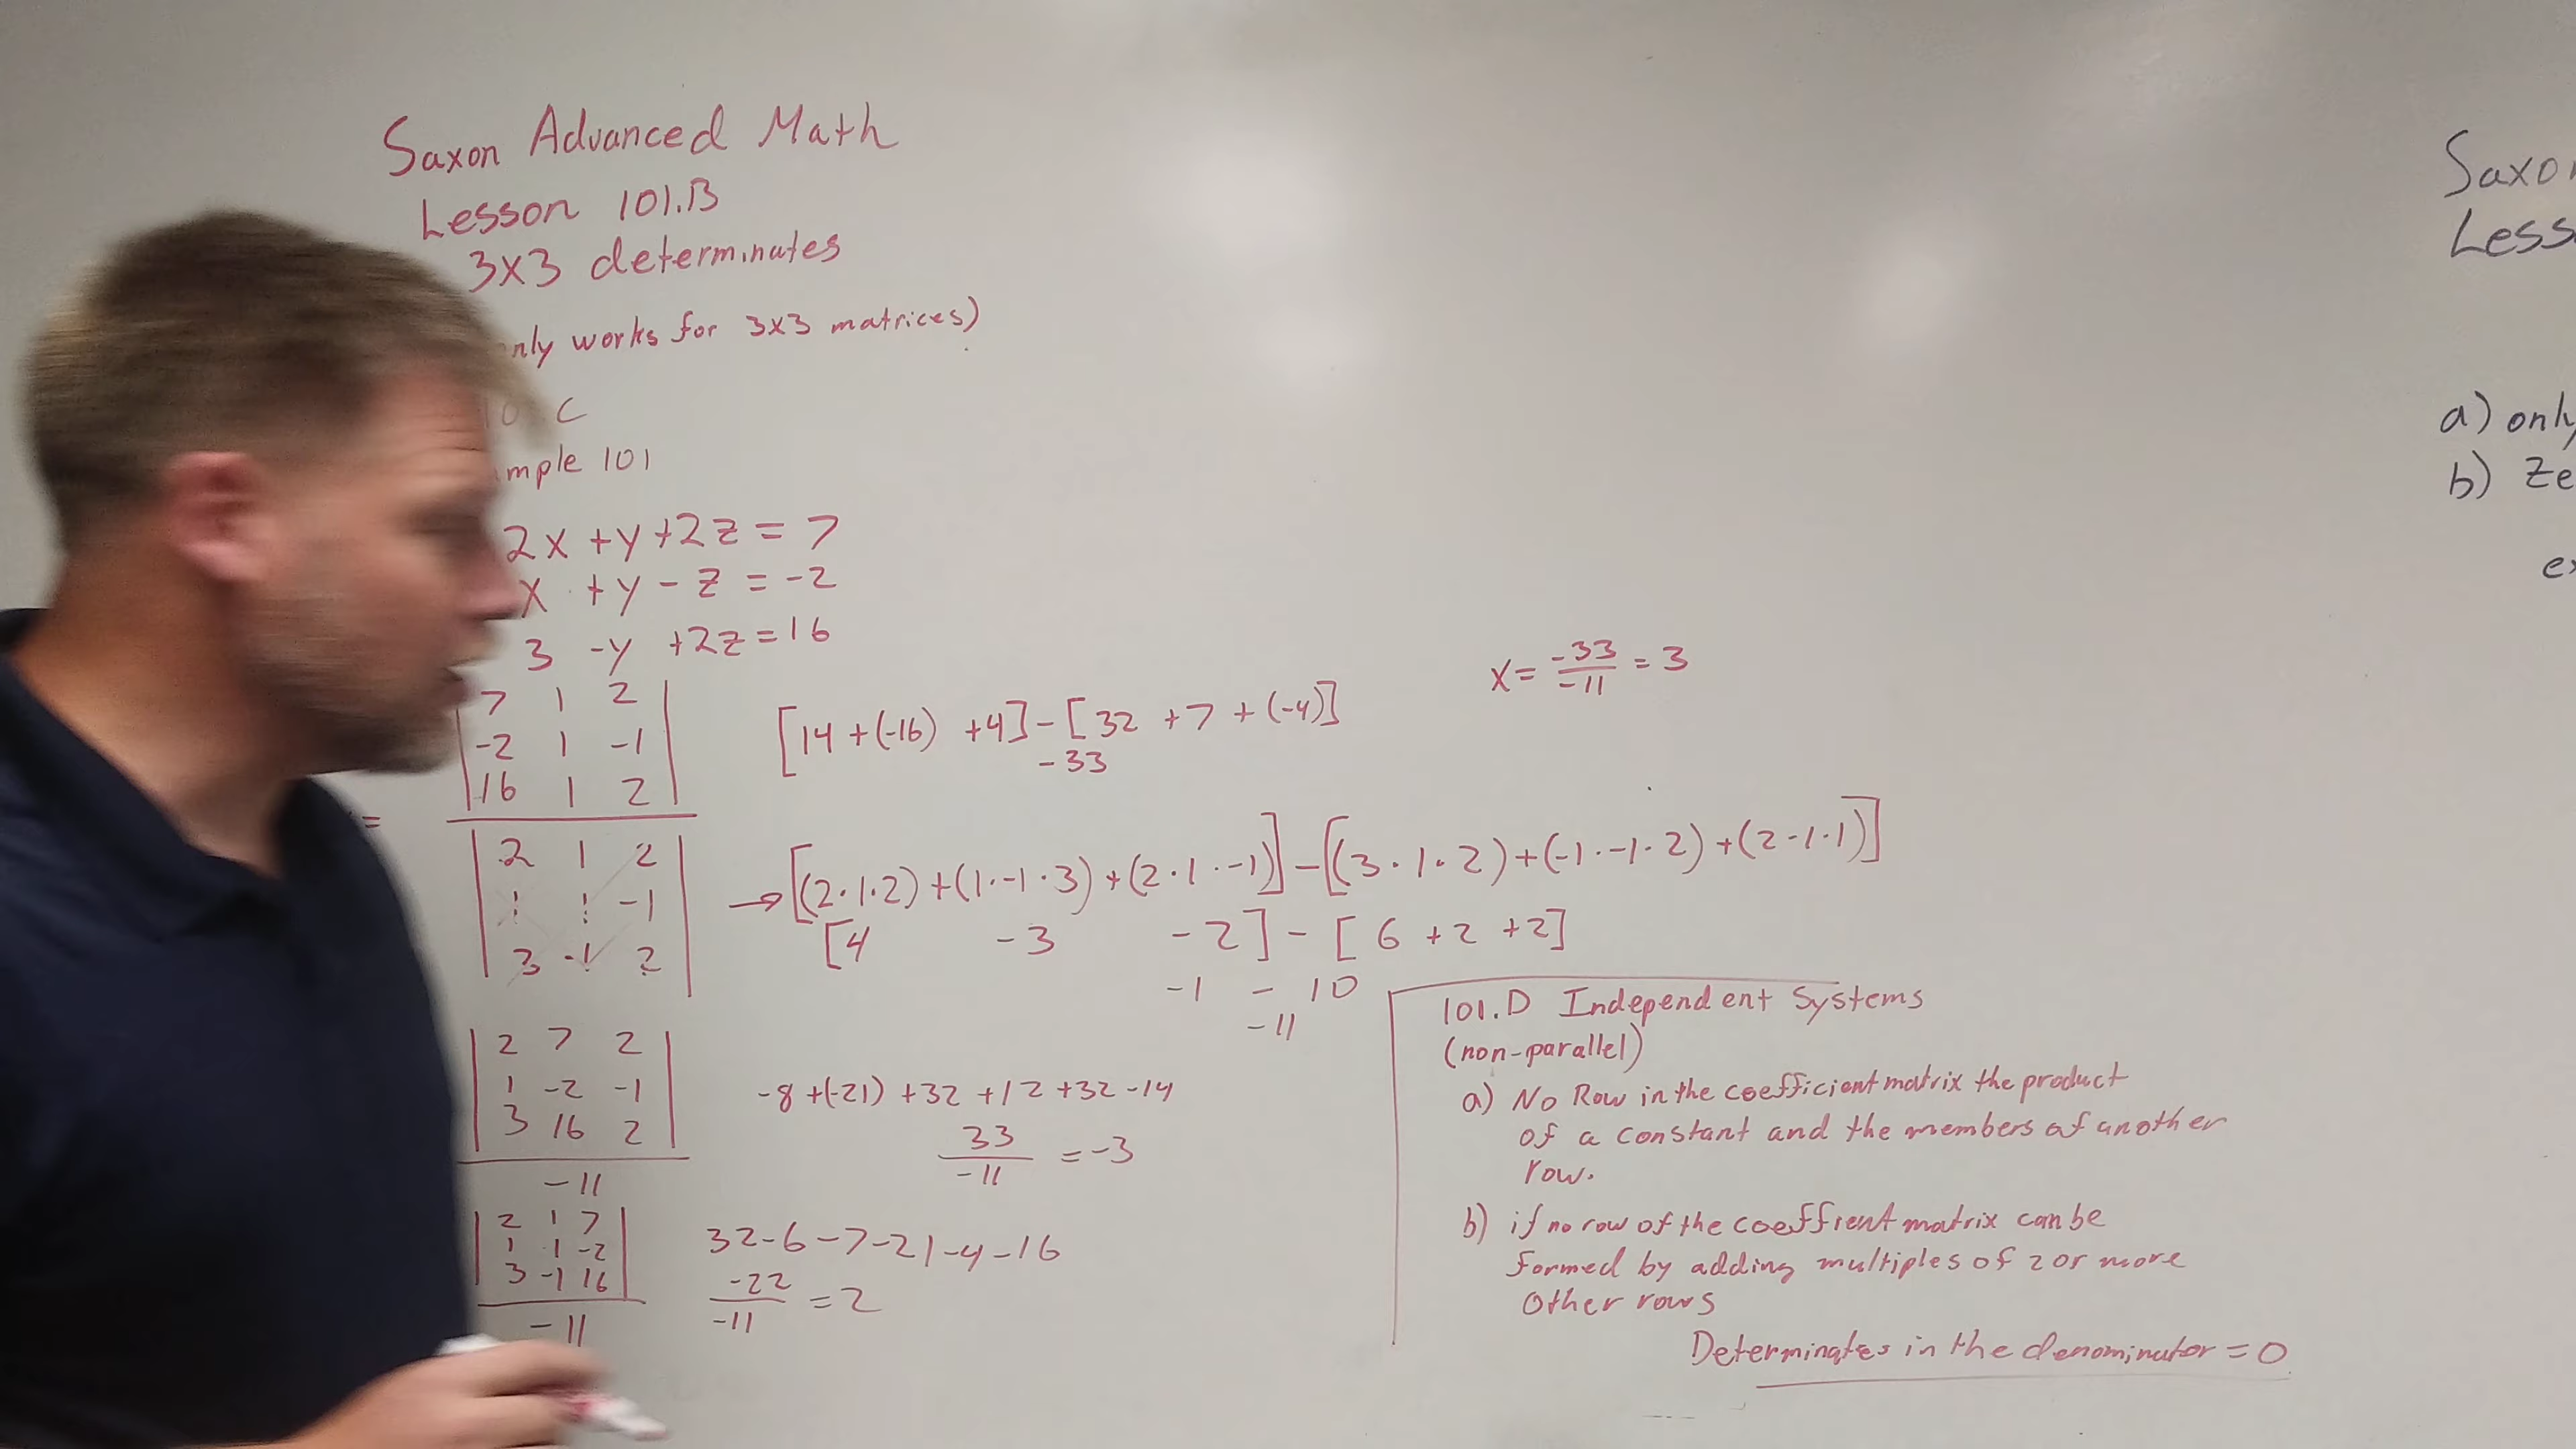 Saxon Advanced Math
Lesson 101.B
3x3 determinates
nly works for 3x3 matrices)
C
mple 101
2x +y +2z = 7
x +y - z = -2
3 -y +2z = 16
7 1 2
-2 1 -1
16 1 2
[14 +(-16) +4] - [32 +7 + (-4)]
-33
x = -33/-11 = 3
=
2 1 2
1 1 -1
3 -1 2
→ [(2·1·2) +(1·-1·3) +(2·1·-1)] - [(3·1·2) +(-1·-1·2) +(2·1·1)]
[4 -3 -2] - [6 +2 +2]
-1 - 10
-11
2 7 2
1 -2 -1
3 16 2
-11
-8 +(-21) +32 +12 +32 -14
33/-11 = -3
2 1 7
1 1 -2
3 -1 16
-11
32-6-7-21-4-16
-22/-11 = 2
101.D Independent Systems
(non-parallel)
a) No Row in the coefficient matrix the product
of a constant and the members of another
row.
b) if no row of the coeffient matrix can be
formed by adding multiples of 2 or more
other rows
Determinates in the denominator = 0
Saxon
Less
a) only
b) Ze
ex